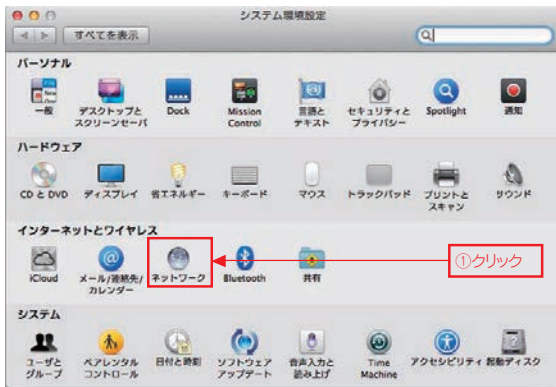 システム環境設定
すべてを表示
パーソナル
一般
デスクトップと
スクリーンセーバ
Dock
Mission
Control
言語と
テキスト
セキュリティと
プライバシー
Spotlight
通知
ハードウェア
CD と DVD
ディスプレイ
省エネルギー
キーボード
マウス
トラックパッド
プリントと
スキャン
サウンド
インターネットとワイヤレス
iCloud
メール/連絡先/
カレンダー
ネットワーク
Bluetooth
共有
①クリック
システム
ユーザと
グループ
ペアレンタル
コントロール
日付と時刻
ソフトウェア
アップデート
音声入力と
読み上げ
Time
Machine
アクセシビリティ
起動ディスク